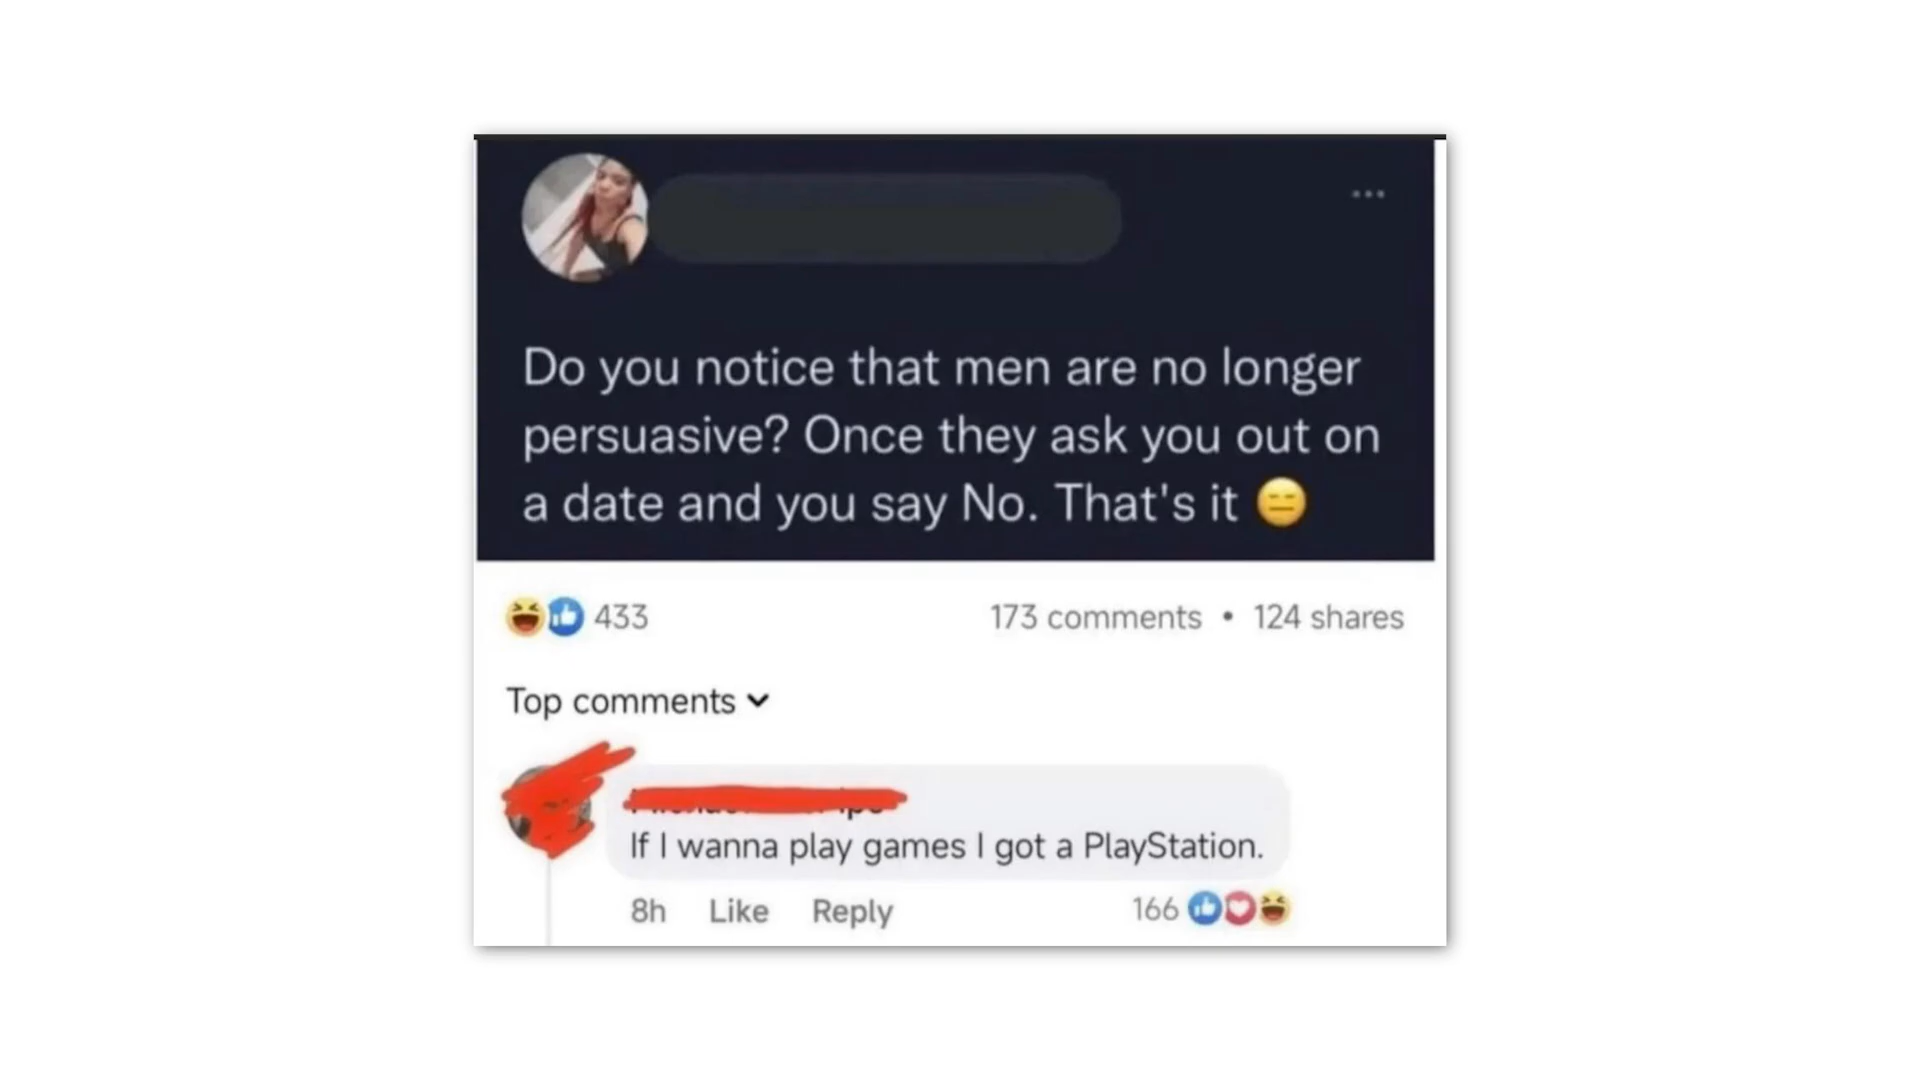 Do you notice that men are no longer
persuasive? Once they ask you out on
a date and you say No. That's it 😑
433
173 comments • 124 shares
Top comments
If I wanna play games I got a PlayStation.
8h Like Reply
166